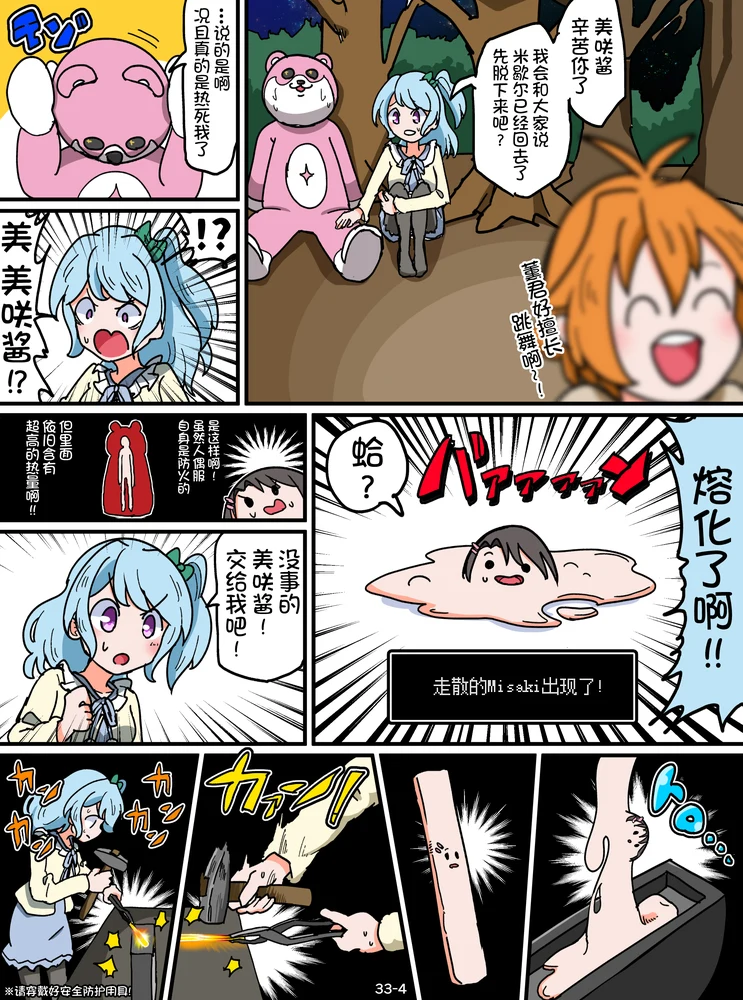 美咲酱
辛苦你了
我会和大家说
米歇尔已经回去了
先脱下来吧?
薰君好擅长
跳舞啊~!
…说的是啊
况且真的是热死我了
モゾ
!?
美 美咲酱!?
熔化了啊!!
バァァァァァン
蛤?
走散的Misaki出现了!
是这样啊!
虽然人偶服
自身是防火的
但里面
依旧含有
超高的热量啊!!
没事的
美咲酱!
交给我吧!
カン
カン
カン
カン
※请穿戴好安全防护用具!
カァーン!!
トロ…
33-4